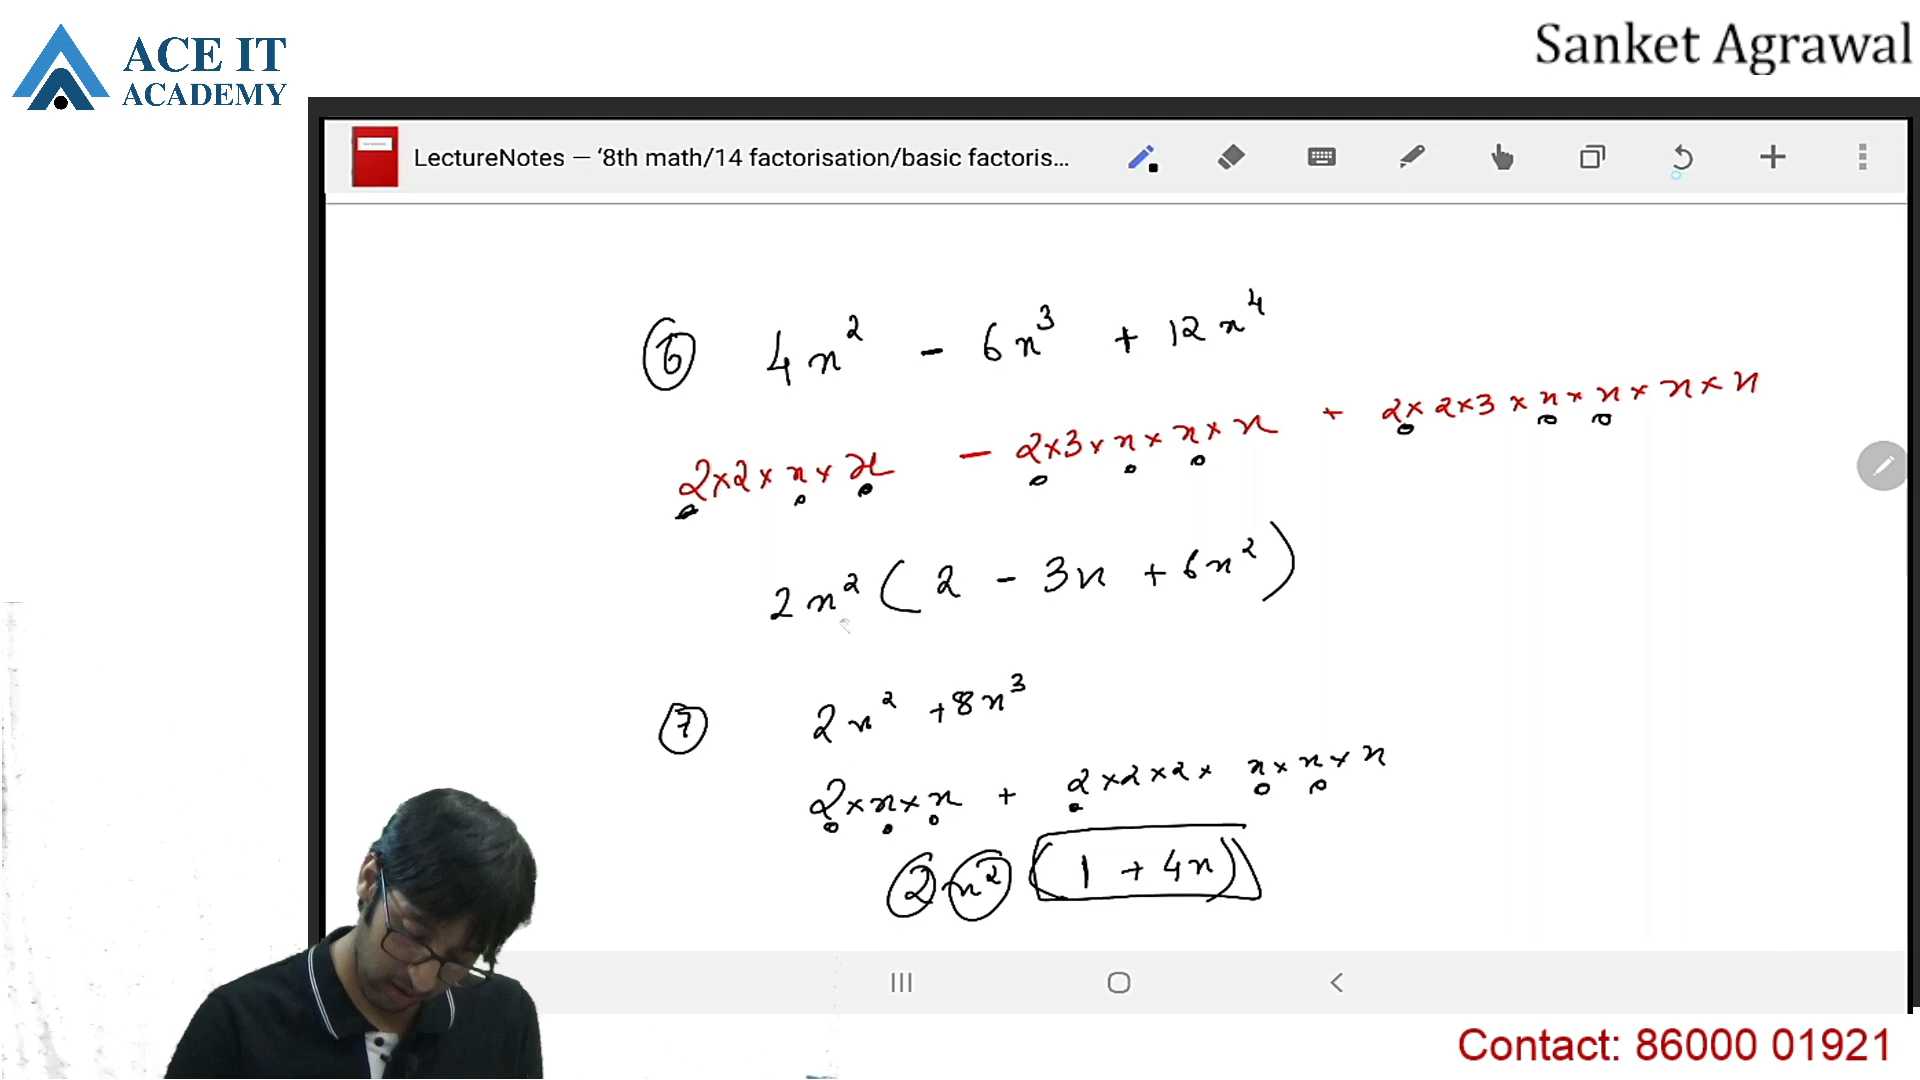 ACE IT
ACADEMY
Sanket Agrawal
LectureNotes — ‘8th math/14 factorisation/basic factoris...
⑥ 4x² - 6x³ + 12x⁴
2×2×x×x - 2×3×x×x×x + 2×2×3×x×x×x×x
2x² (2 - 3x + 6x²)
⑦ 2x² + 8x³
2×x×x + 2×2×2× x×x×x
2 x² (1 + 4x)
Contact: 86000 01921